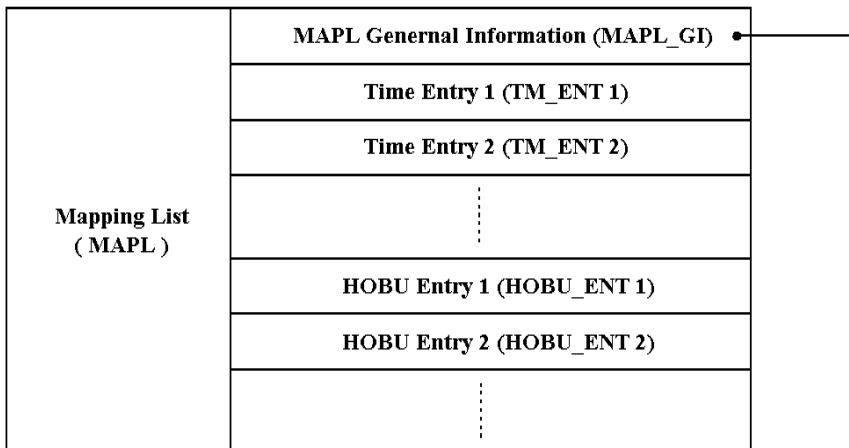 MAPL Genernal Information (MAPL_GI)
Time Entry 1 (TM_ENT 1)
Time Entry 2 (TM_ENT 2)
Mapping List
( MAPL )
HOBU Entry 1 (HOBU_ENT 1)
HOBU Entry 2 (HOBU_ENT 2)